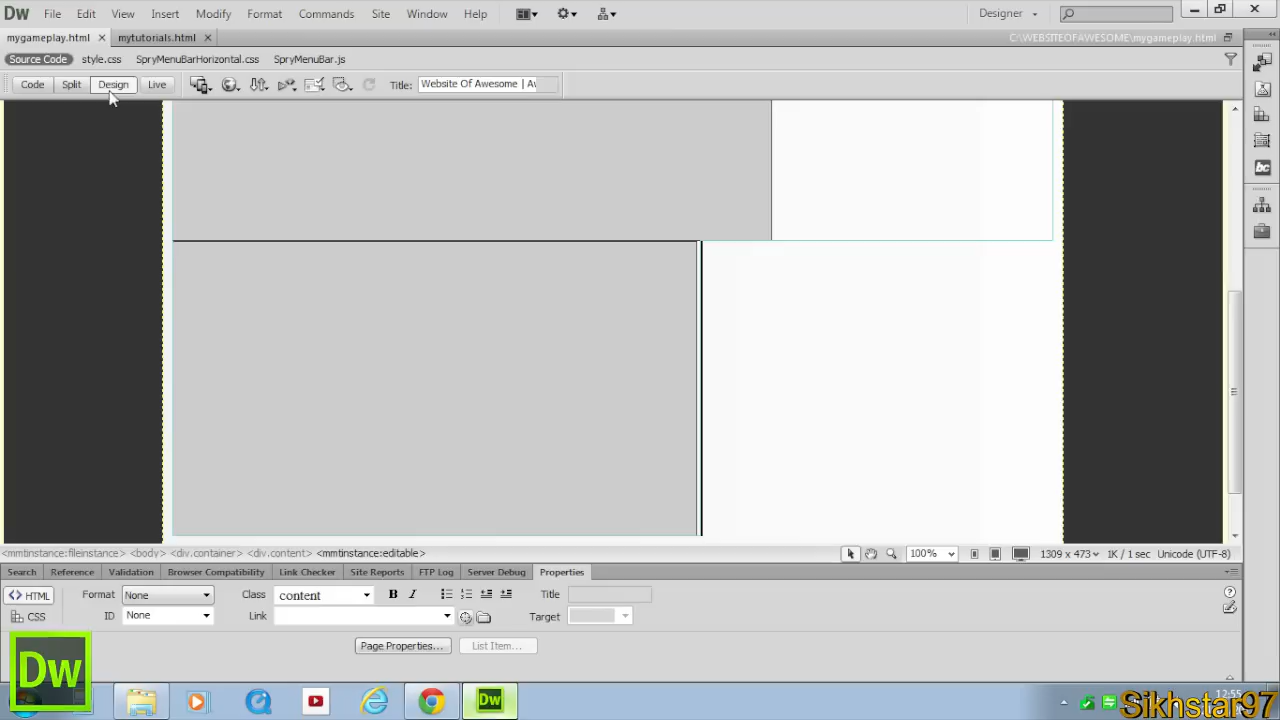 Dw File Edit View Insert Modify Format Commands Site Window Help Designer
mygameplay.html mytutorials.html C:\WEBSITEOFAWESOME\mygameplay.html
Source Code style.css SpryMenuBarHorizontal.css SpryMenuBar.js
Code Split Design Live Title: Website Of Awesome | Aw
<mmtinstance:fileinstance> <body> <div.container> <div.content> <mmtinstance:editable> 100% 1309 x 473 1K / 1 sec Unicode (UTF-8)
Search Reference Validation Browser Compatibility Link Checker Site Reports FTP Log Server Debug Properties
<> HTML Format None Class content B I Title
CSS ID None Link Target
Page Properties... List Item...
Dw
Dw 12:55
Sikhstar97